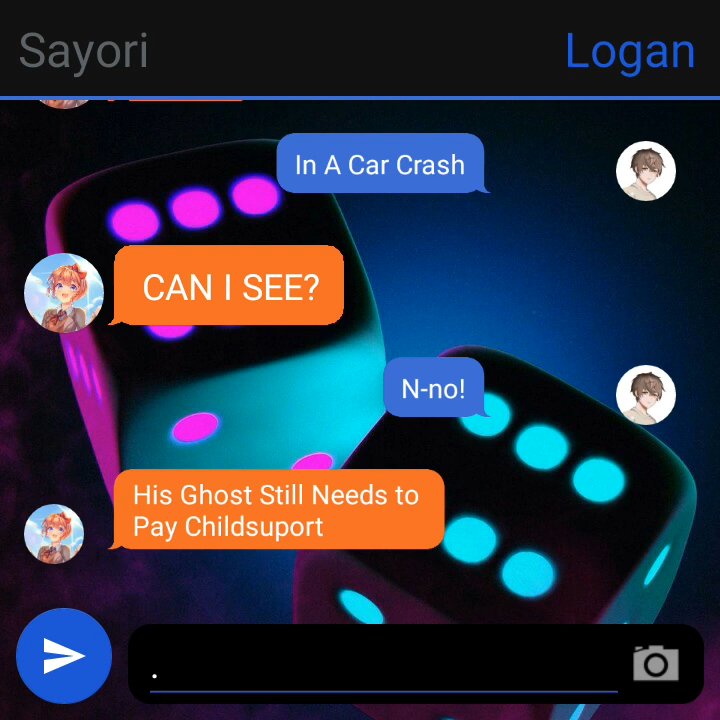 Sayori
Logan
In A Car Crash
CAN I SEE?
N-no!
His Ghost Still Needs to
Pay Childsuport
.